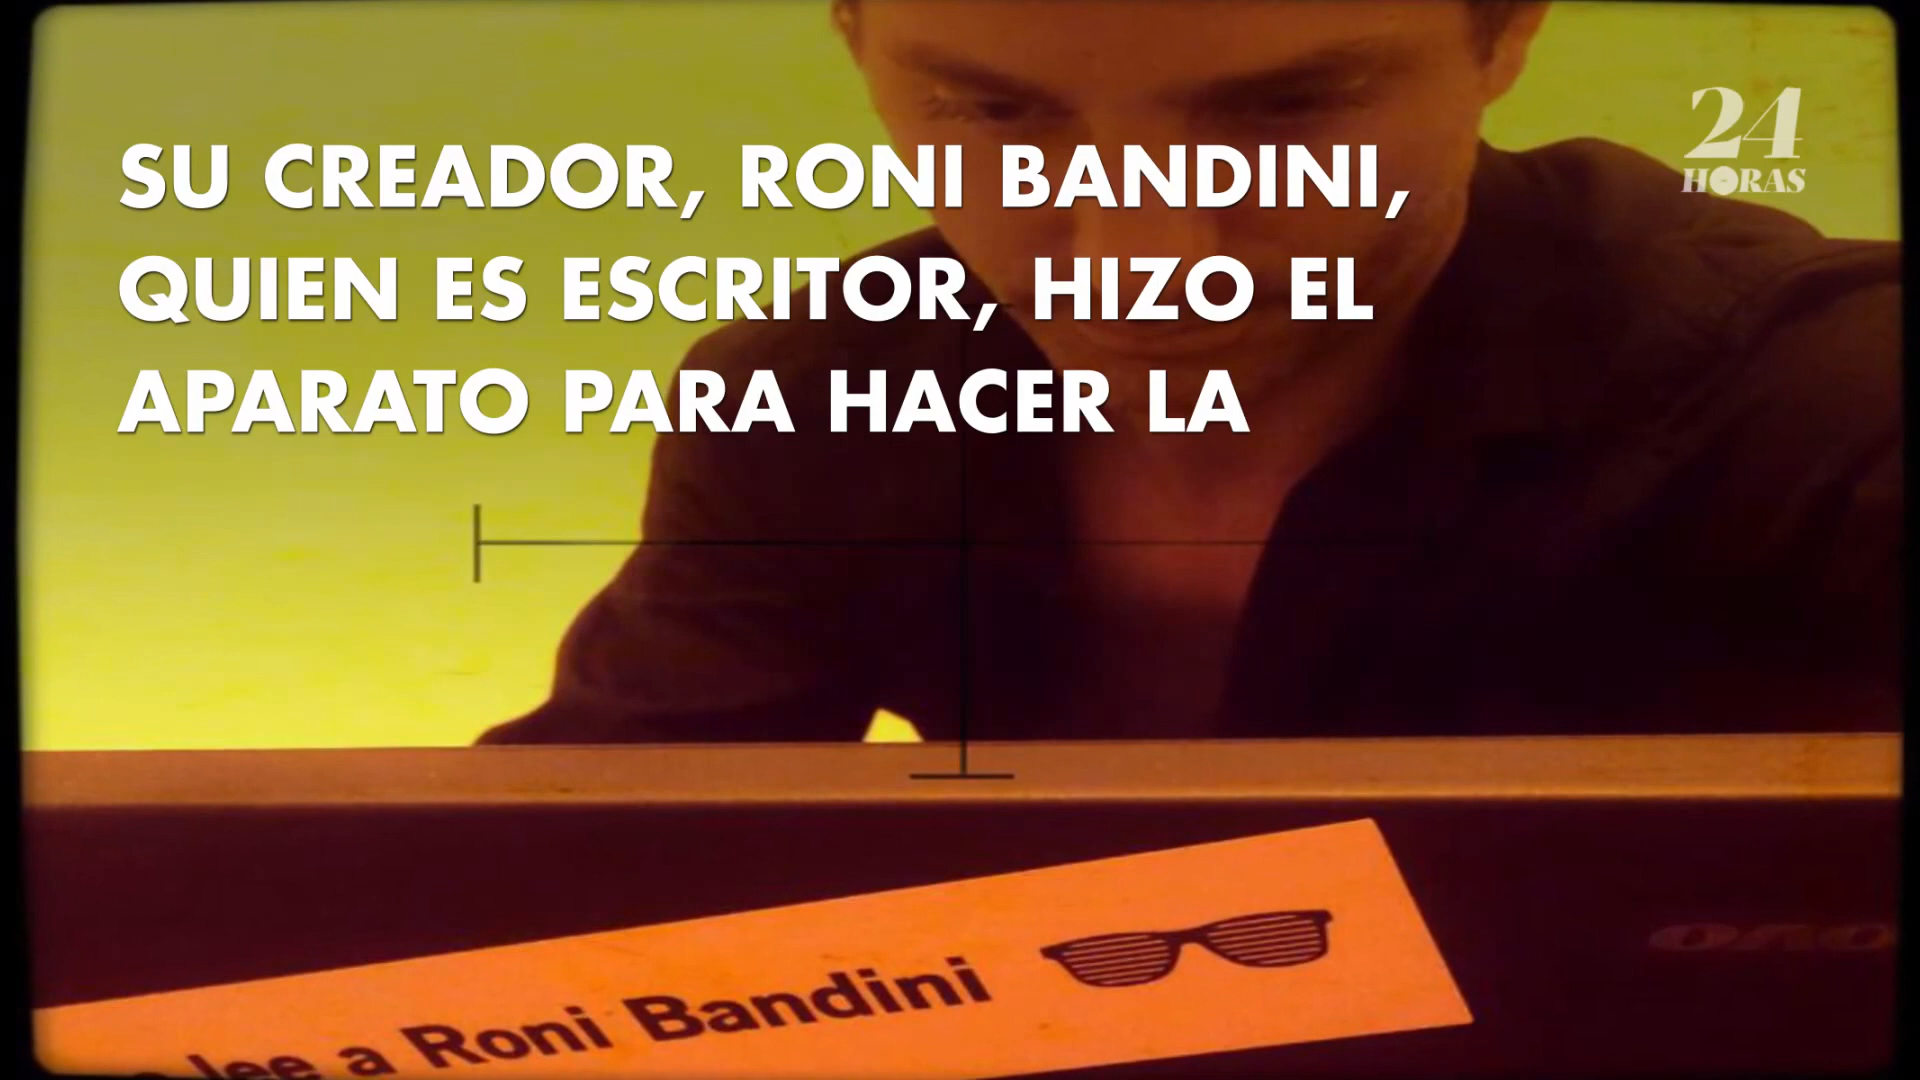 24
HORAS
SU CREADOR, RONI BANDINI,
QUIEN ES ESCRITOR, HIZO EL
APARATO PARA HACER LA
lee a Roni Bandini